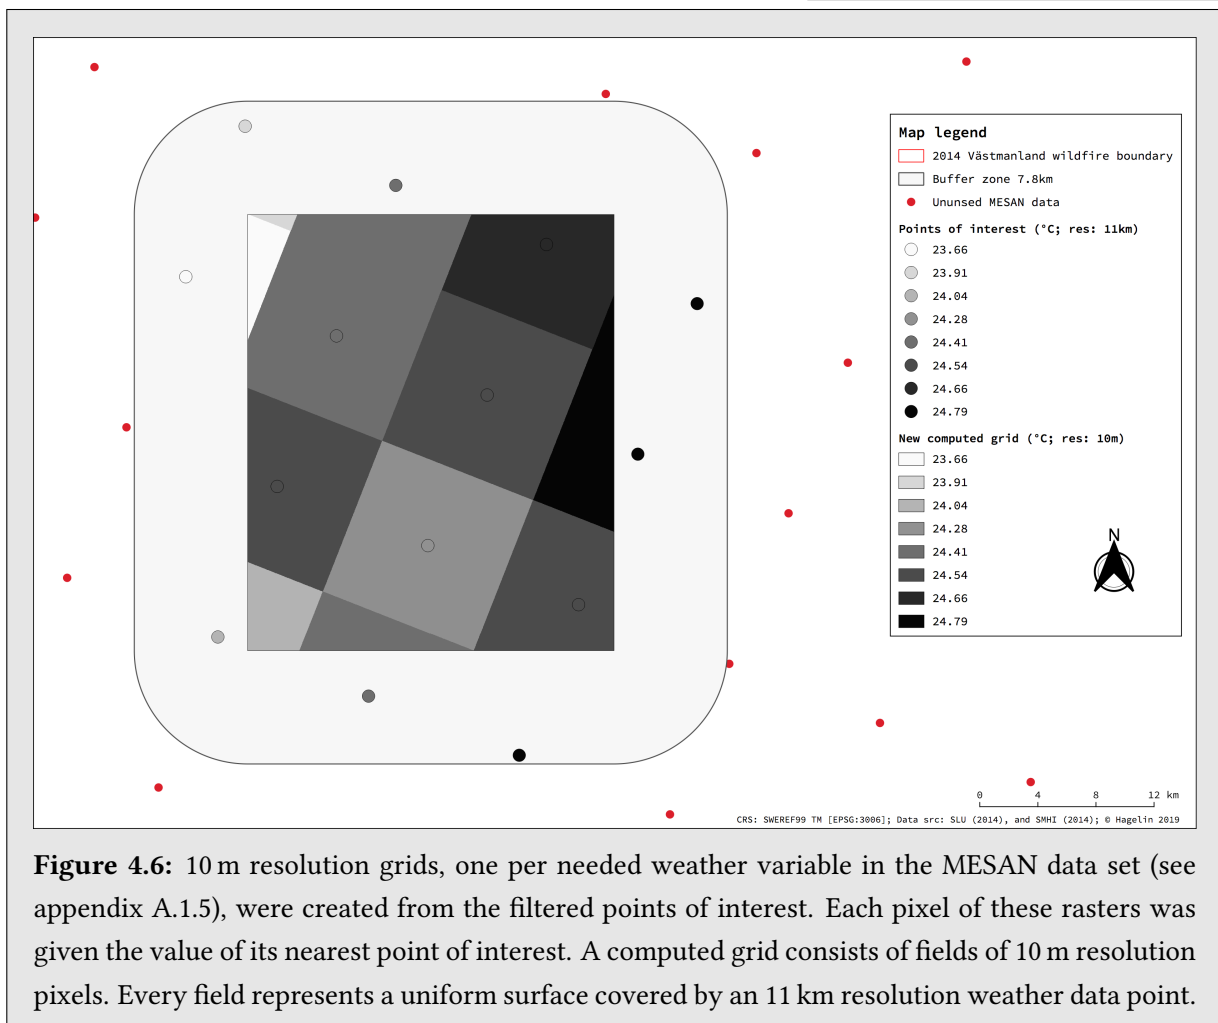 Map legend
2014 Västmanland wildfire boundary
Buffer zone 7.8km
Ununsed MESAN data
Points of interest (°C; res: 11km)
23.66
23.91
24.04
24.28
24.41
24.54
24.66
24.79
New computed grid (°C; res: 10m)
23.66
23.91
24.04
24.28
24.41
24.54
24.66
24.79
N
0 4 8 12 km
CRS: SWEREF99 TM [EPSG:3006]; Data src: SLU (2014), and SMHI (2014); © Hagelin 2019
Figure 4.6: 10 m resolution grids, one per needed weather variable in the MESAN data set (see
appendix A.1.5), were created from the filtered points of interest. Each pixel of these rasters was
given the value of its nearest point of interest. A computed grid consists of fields of 10 m resolution
pixels. Every field represents a uniform surface covered by an 11 km resolution weather data point.